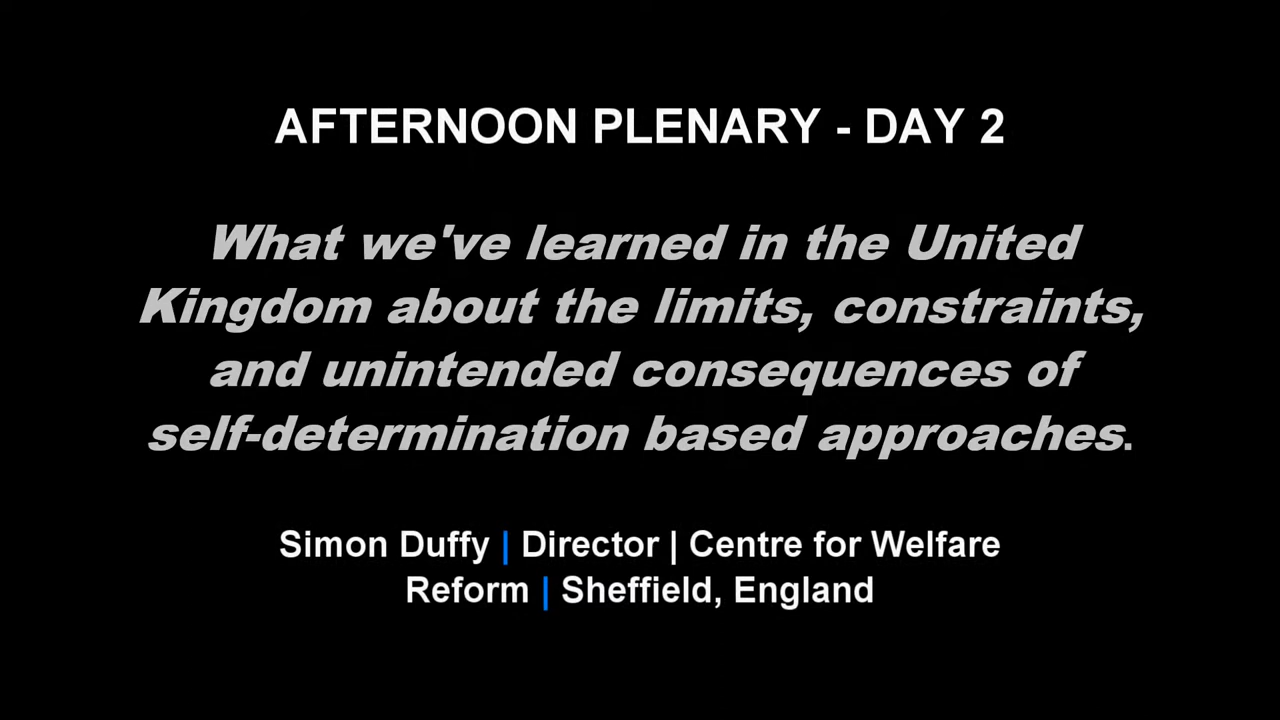 AFTERNOON PLENARY - DAY 2
What we've learned in the United
Kingdom about the limits, constraints,
and unintended consequences of
self-determination based approaches.
Simon Duffy | Director | Centre for Welfare
Reform | Sheffield, England